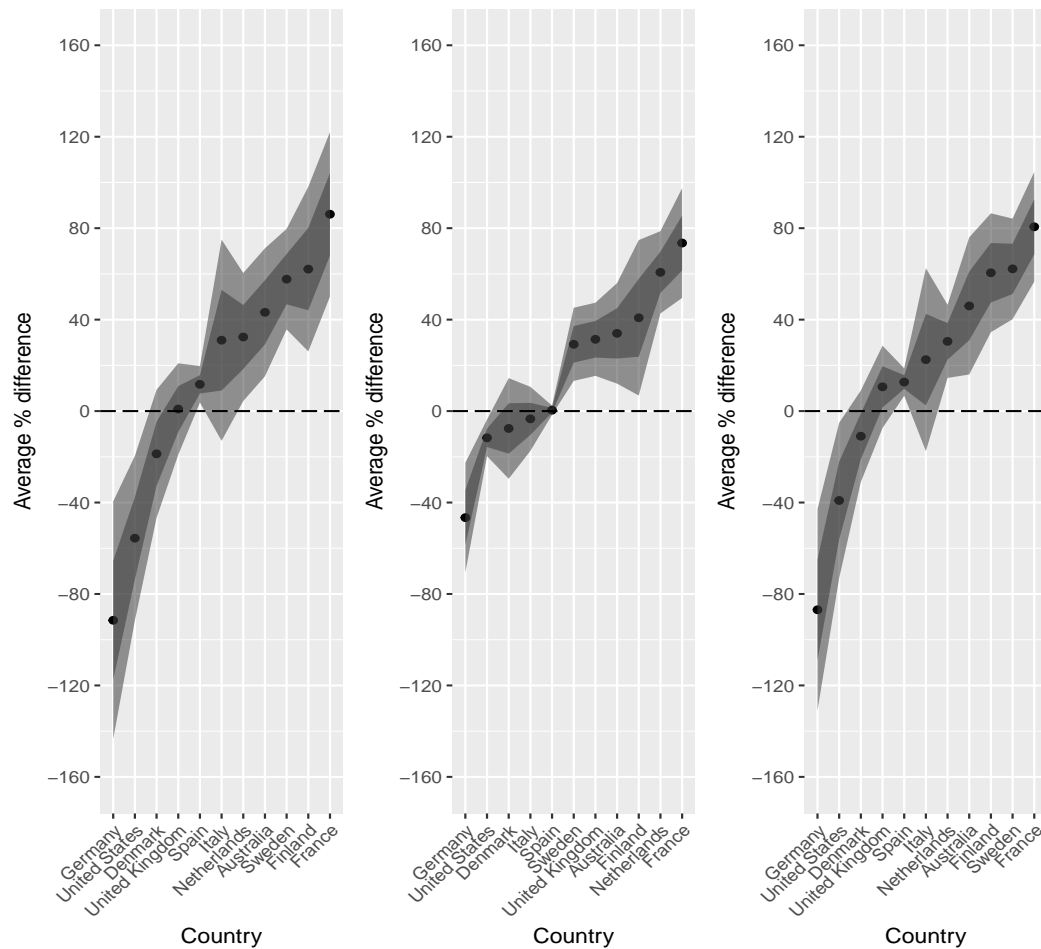 Average % difference
160
120
80
40
0
−40
−80
−120
−160
Germany
United States
Denmark
United Kingdom
Spain
Italy
Netherlands
Australia
Sweden
Finland
France
Country
Average % difference
160
120
80
40
0
−40
−80
−120
−160
Germany
United States
Denmark
Italy
Spain
Sweden
United Kingdom
Australia
Finland
Netherlands
France
Country
Average % difference
160
120
80
40
0
−40
−80
−120
−160
Germany
United States
Denmark
United Kingdom
Spain
Italy
Netherlands
Australia
Finland
Sweden
France
Country